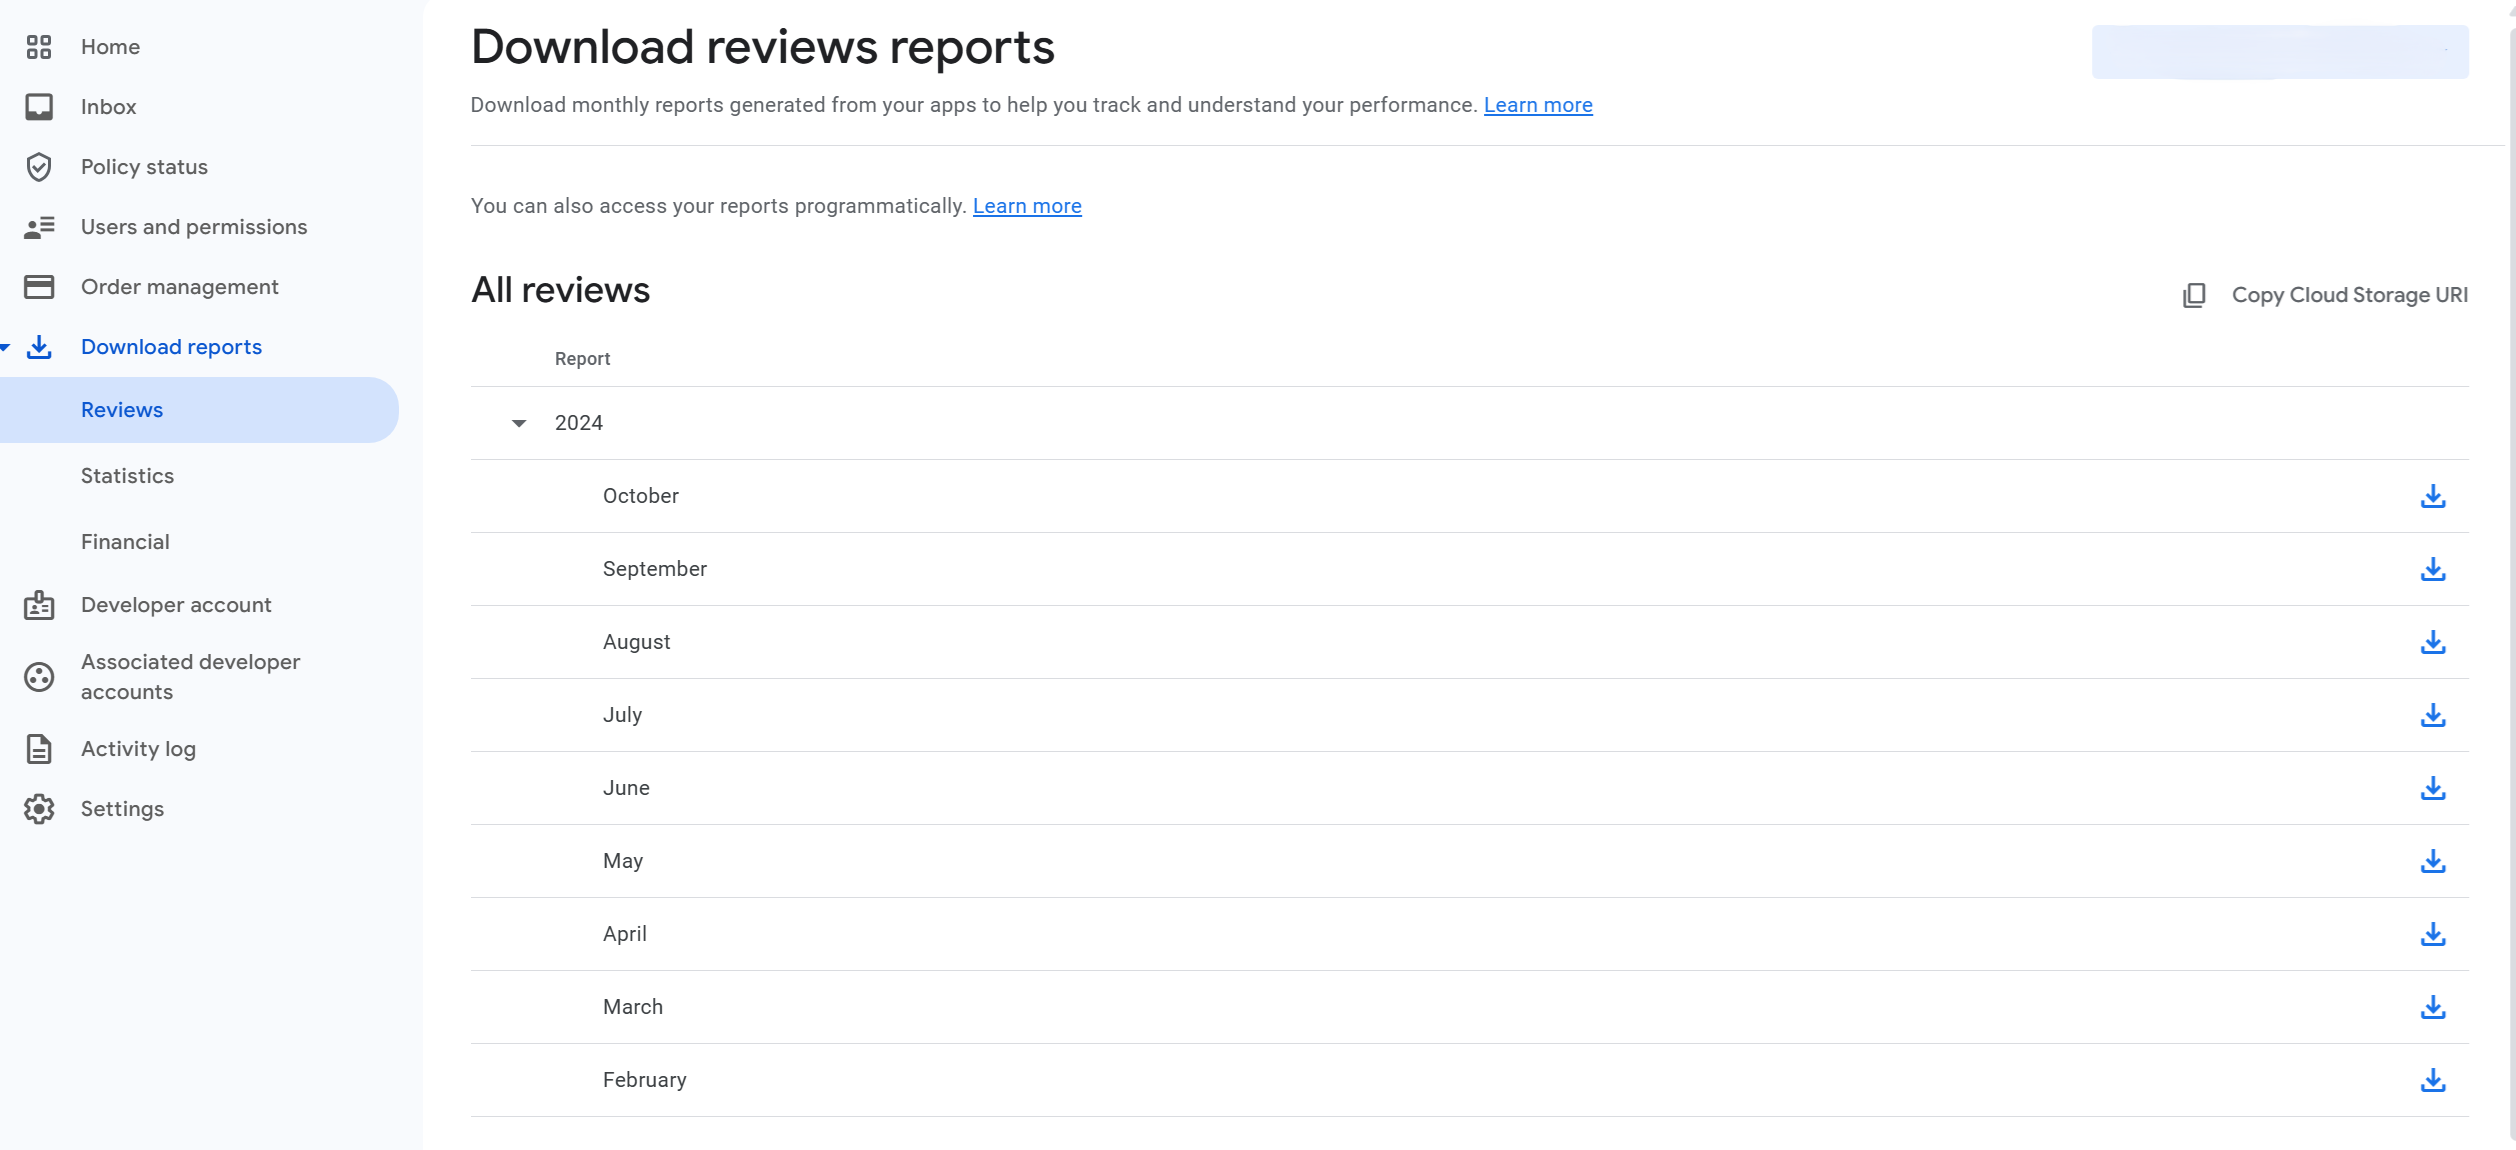 Home
Inbox
Policy status
Users and permissions
Order management
Download reports
Reviews
Statistics
Financial
Developer account
Associated developer
accounts
Activity log
Settings
Download reviews reports
Download monthly reports generated from your apps to help you track and understand your performance. Learn more
You can also access your reports programmatically. Learn more
All reviews
Copy Cloud Storage URI
Report
2024
October
September
August
July
June
May
April
March
February